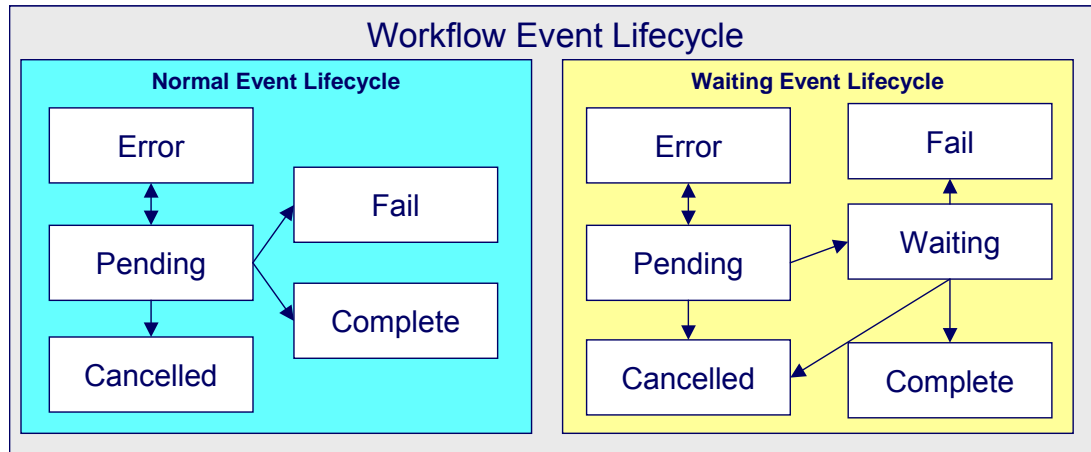 Workflow Event Lifecycle
Normal Event Lifecycle
Error
Fail
Pending
Complete
Cancelled
Waiting Event Lifecycle
Error
Fail
Pending
Waiting
Cancelled
Complete